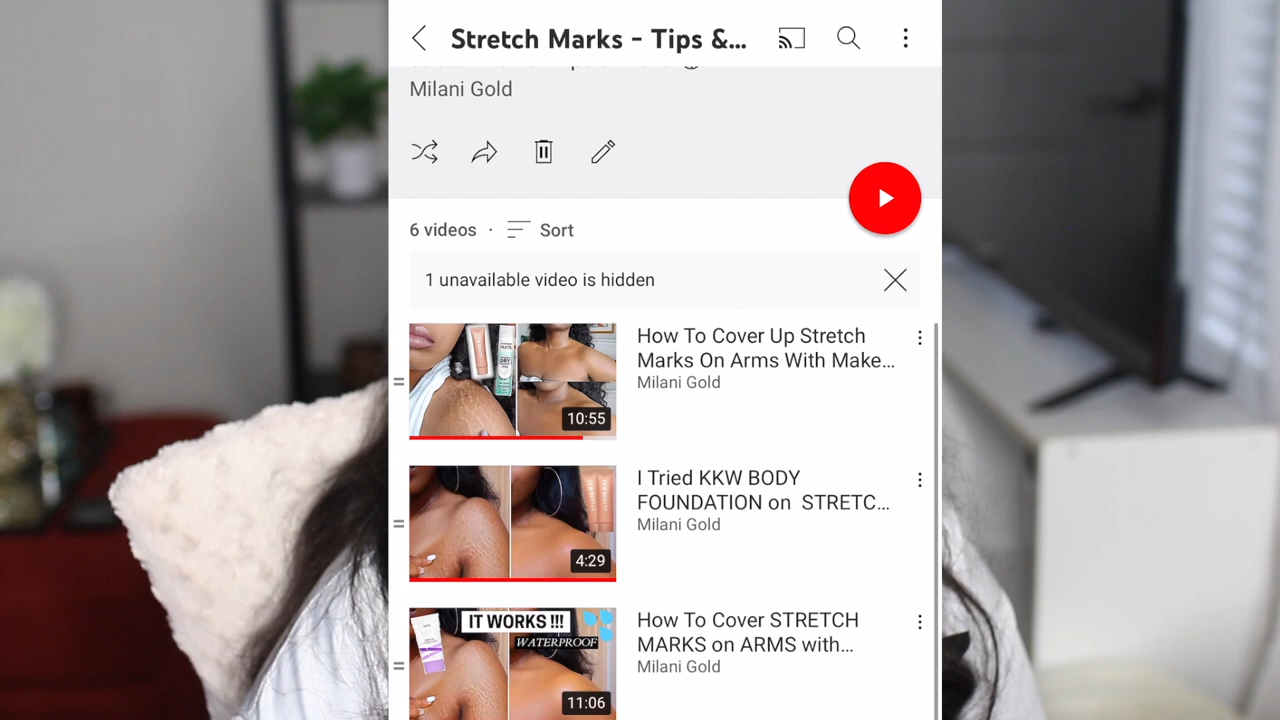 Stretch Marks - Tips &...
Milani Gold
6 videos · Sort
1 unavailable video is hidden
How To Cover Up Stretch
Marks On Arms With Make...
Milani Gold
DRY
10:55
I Tried KKW BODY
FOUNDATION on STRETC...
Milani Gold
4:29
How To Cover STRETCH
MARKS on ARMS with...
Milani Gold
IT WORKS !!!
WATERPROOF
11:06